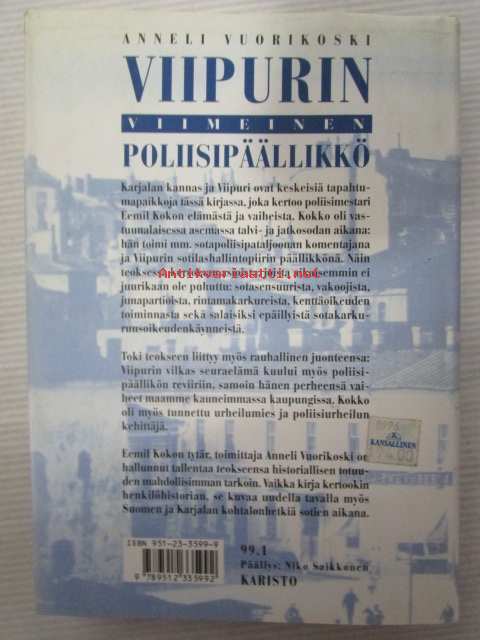 ANNELI VUORIKOSKI
VIIPURIN
VIIMEINEN
POLIISIPÄÄLLIKKÖ
Karjalan kannas ja Viipuri ovat keskeisiä tapahtu-
mapaikkoja tässä kirjassa, joka kertoo poliisimestari
Eemil Kokon elämästä ja vaiheista. Kokko oli vas-
tuunalaisessa asemassa talvi- ja jatkosodan aikana:
hän toimi mm. sotapoliisipataljoonan komentajana
ja Viipurin sotilashallintopiirin päällikkönä. Näin
teoksessa
juurikaan ole puhuttu: sotasensuurista, vakoojista,
junapartioista, rintamakarkureista, kenttäoikeuden
toiminnasta sekä salaisiksi epäillyistä sotakarku-
ruusoikeudenkäynneistä.
Toki teokseen liittyy myös rauhallinen juonteensa:
Viipurin vilkas seuraelämä kuului myös poliisi-
päällikön reviiriin, samoin hänen perheensä vai-
heet maamme kauneimmassa kaupungissa. Kokko
oli myös tunnettu urheilumies ja poliisiurheilun
kehittäjä.
Eemil Kokon tytär, toimittaja Anneli Vuorikoski on
halunnut tallentaa teokseensa historiallisen totuu-
den mahdollisimman tarkoin. Vaikka kirja kertookin
henkilöhistorian, se kuvaa uudella tavalla myös
Suomen ja Karjalan kohtalonhetkiä sotien aikana.
KANSALLINEN
ISBN 951-23-3599-9
9 789512 335992
99.1
Päällys: Niko Saikkonen
KARISTO